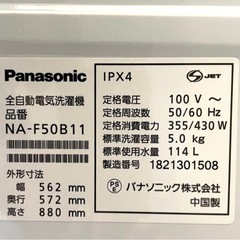 Panasonic
全自動電気洗濯機
品番
NA-F50B11
外形寸法
幅 562 mm
奥行 572 mm
高さ 880 mm
IPX4
JET
定格電圧 100 V～
定格周波数 50/60 Hz
定格消費電力 355/430 W
標準洗濯容量 5.0 kg
標準使用水量 114 L
製造番号 1821301508
PS E
パナソニック株式会社
中国製